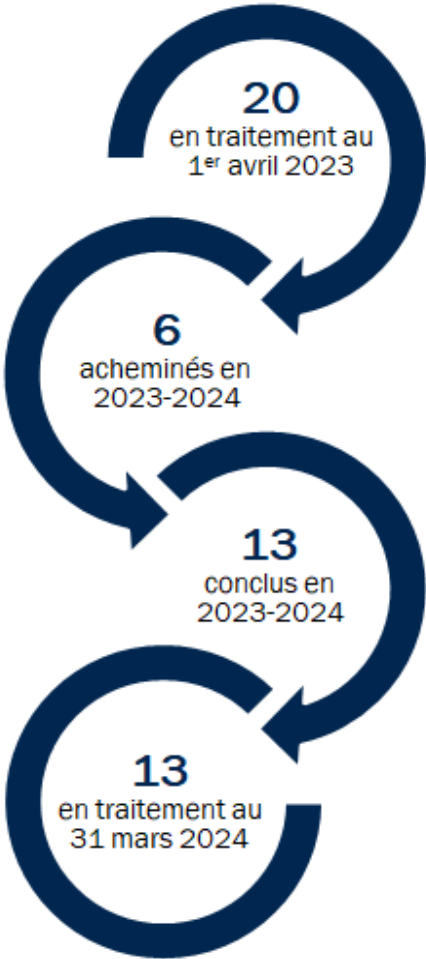 20
en traitement au
1er avril 2023
6
acheminés en
2023-2024
13
conclus en
2023-2024
13
en traitement au
31 mars 2024